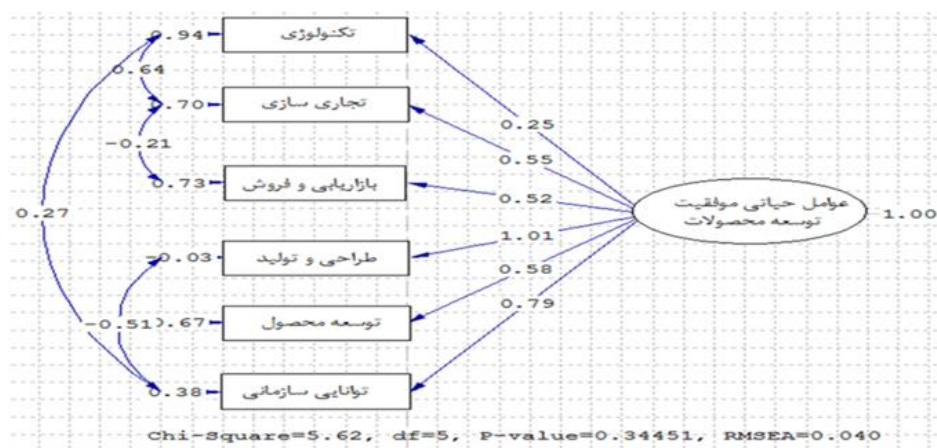 تکنولوژی
0.94
0.64
تجاری سازی
0.70
-0.21
بازاریابی و فروش
0.73
0.27
طراحی و تولید
-0.03
توسعه محصول
0.67
-0.51
توانایی سازمانی
0.38
0.25
0.55
0.52
1.01
0.58
0.79
عوامل حیاتی موفقیت
توسعه محصولات
1.00
Chi-Square=5.62, df=5, P-value=0.34451, RMSEA=0.040